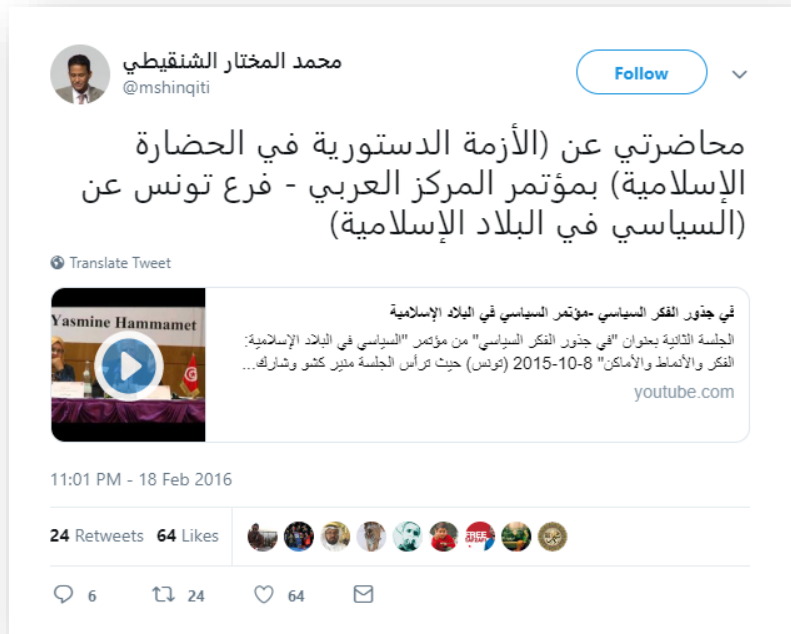 محمد المختار الشنقيطي
@mshinqiti
Follow
محاضرتي عن (الأزمة الدستورية في الحضارة
الإسلامية) بمؤتمر المركز العربي - فرع تونس عن
(السياسي في البلاد الإسلامية)
Translate Tweet
Yasmine Hammamet
في جذور الفكر السياسي -مؤتمر السياسي في البلاد الإسلامية
الجلسة الثانية بعنوان "في جذور الفكر السياسي" من مؤتمر "السياسي في البلاد الإسلامية:
الفكر والأنماط والأماكن" 8-10-2015 (تونس) حيث ترأس الجلسة منير كشو وشارك...
youtube.com
11:01 PM - 18 Feb 2016
24 Retweets 64 Likes
FREE
6 24 64